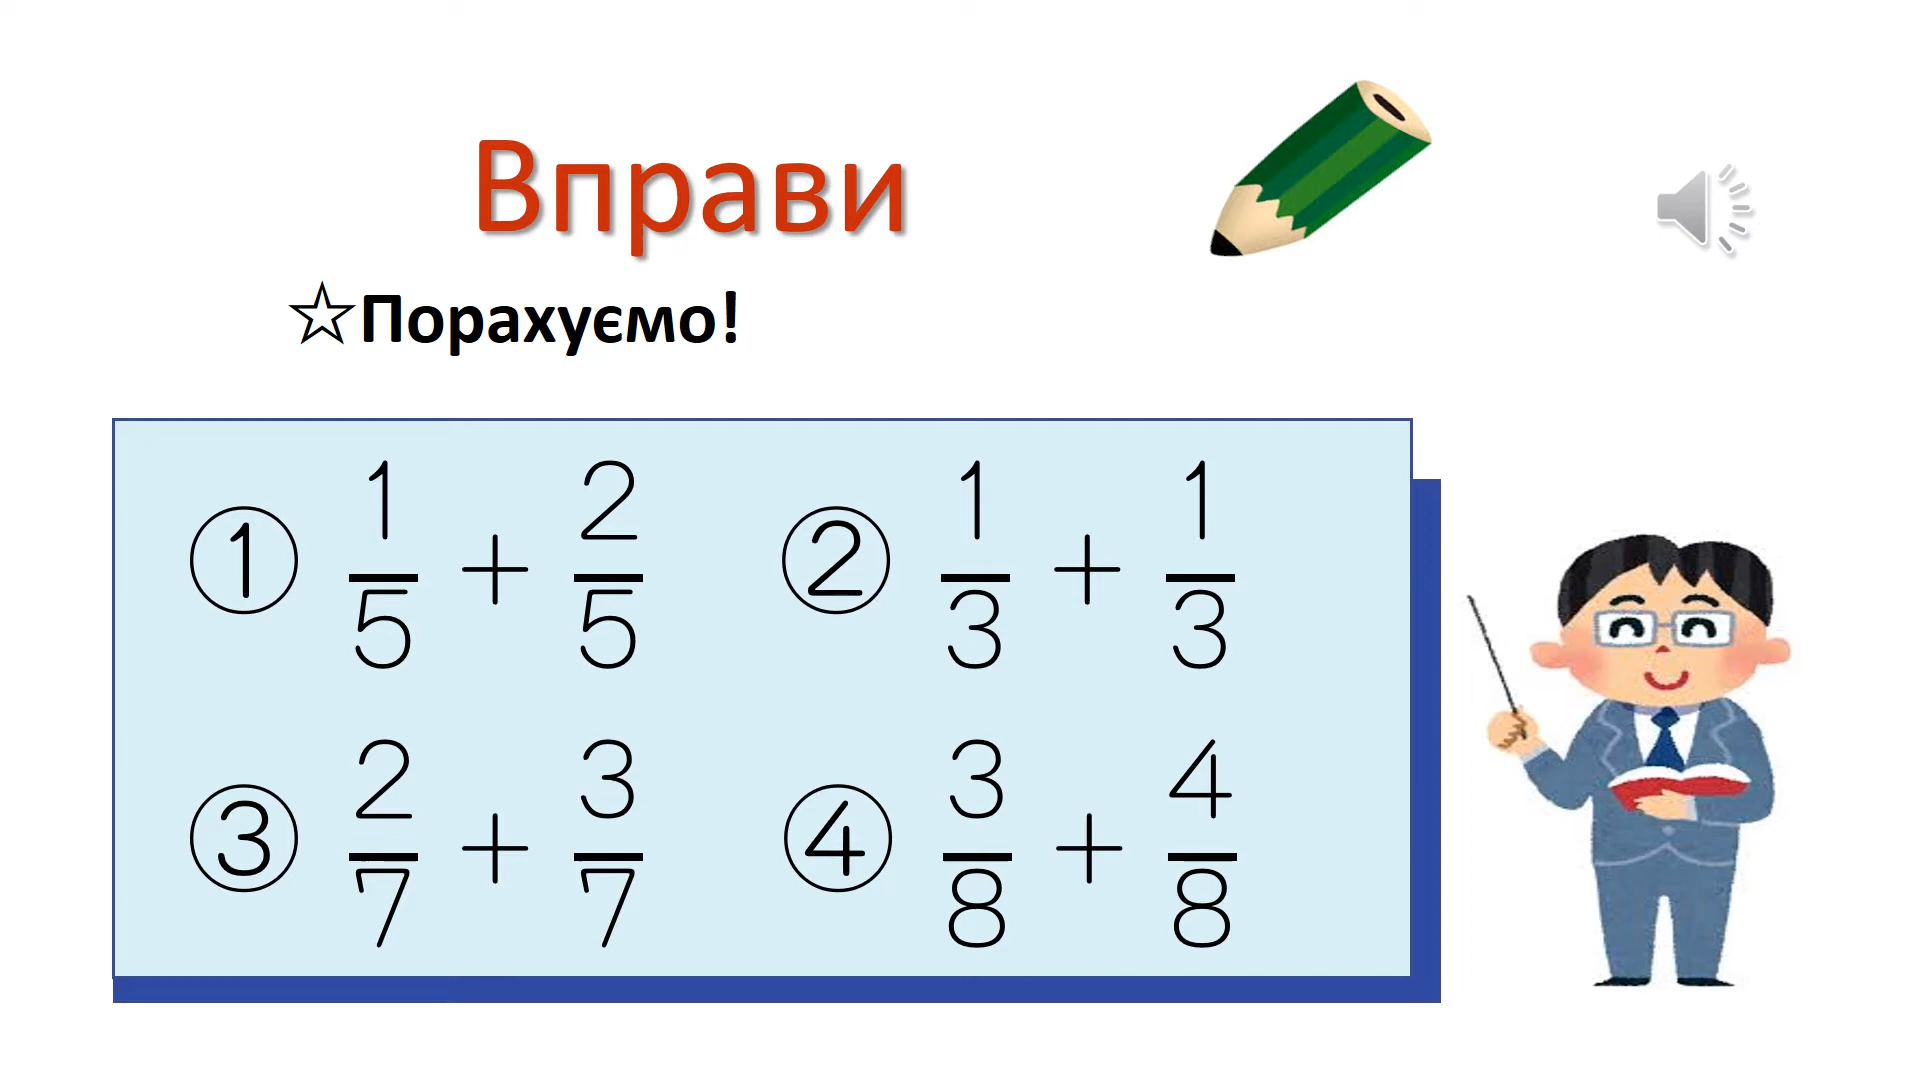 Вправи
☆Порахуємо!
① 1/5 + 2/5 ② 1/3 + 1/3
③ 2/7 + 3/7 ④ 3/8 + 4/8